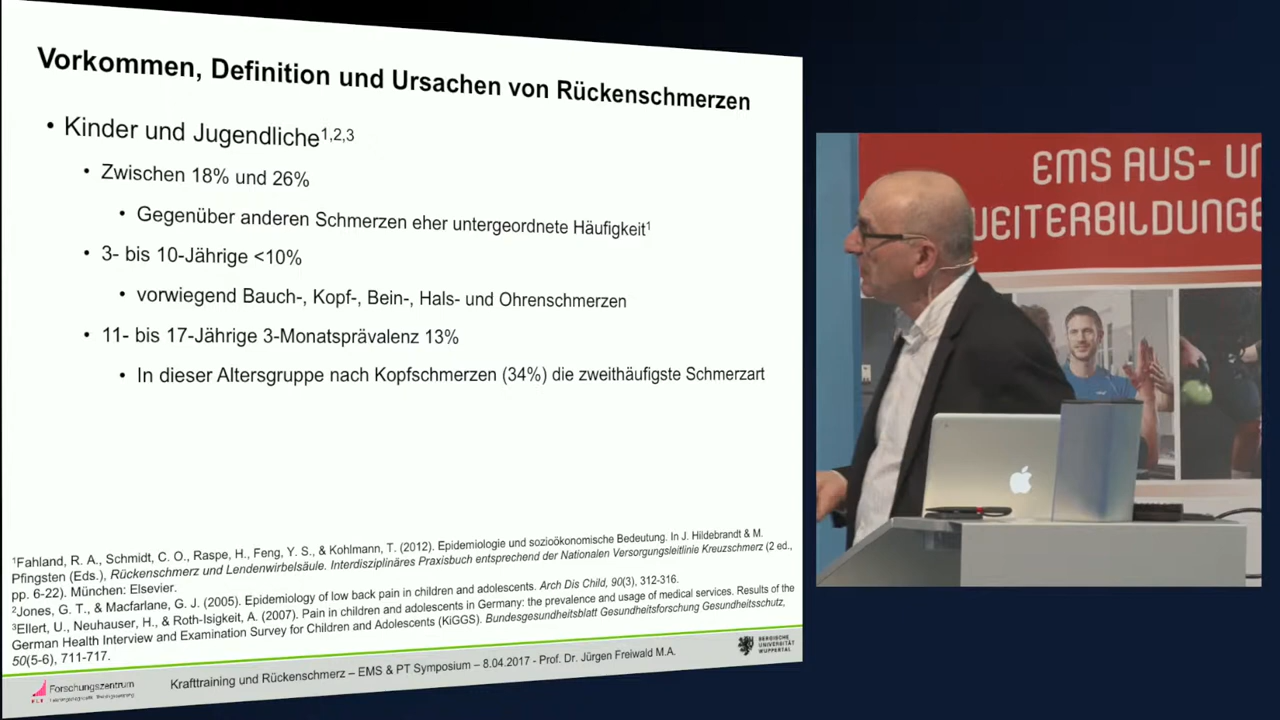 Vorkommen, Definition und Ursachen von Rückenschmerzen
• Kinder und Jugendliche1,2,3
• Zwischen 18% und 26%
• Gegenüber anderen Schmerzen eher untergeordnete Häufigkeit1
• 3- bis 10-Jährige <10%
• vorwiegend Bauch-, Kopf-, Bein-, Hals- und Ohrenschmerzen
• 11- bis 17-Jährige 3-Monatsprävalenz 13%
• In dieser Altersgruppe nach Kopfschmerzen (34%) die zweithäufigste Schmerzart
1Fahland, R. A., Schmidt, C. O., Raspe, H., Feng, Y. S., & Kohlmann, T. (2012). Epidemiologie und sozioökonomische Bedeutung. In J. Hildebrandt & M.
Pfingsten (Eds.), Rückenschmerz und Lendenwirbelsäule. Interdisziplinäres Praxisbuch entsprechend der Nationalen Versorgungsleitlinie Kreuzschmerz (2 ed.,
pp. 6-22). München: Elsevier.
2Jones, G. T., & Macfarlane, G. J. (2005). Epidemiology of low back pain in children and adolescents. Arch Dis Child, 90(3), 312-316.
3Ellert, U., Neuhauser, H., & Roth-Isigkeit, A. (2007). Pain in children and adolescents in Germany: the prevalence and usage of medical services. Results of the
German Health Interview and Examination Survey for Children and Adolescents (KiGGS). Bundesgesundheitsblatt Gesundheitsforschung Gesundheitsschutz,
50(5-6), 711-717.
Forschungszentrum
Krafttraining und Rückenschmerz – EMS & PT Symposium – 8.04.2017 - Prof. Dr. Jürgen Freiwald M.A.
BERGISCHE
UNIVERSITÄT
WUPPERTAL
EMS AUS- UN
WEITERBILDUNGE